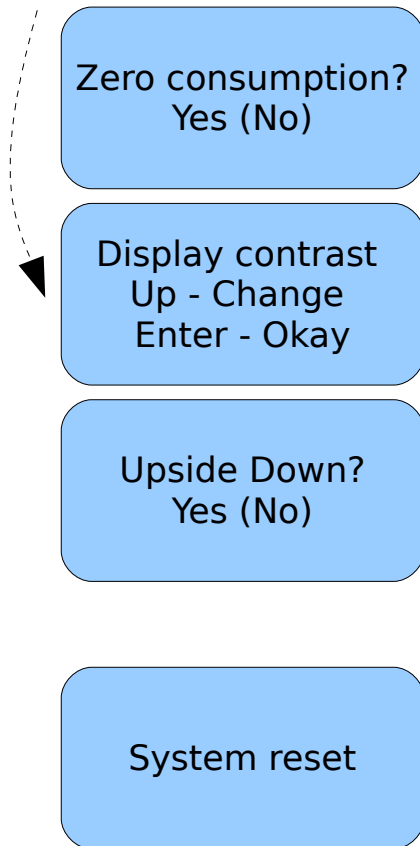 Zero consumption?
Yes (No)
Display contrast
Up - Change
Enter - Okay
Upside Down?
Yes (No)
System reset